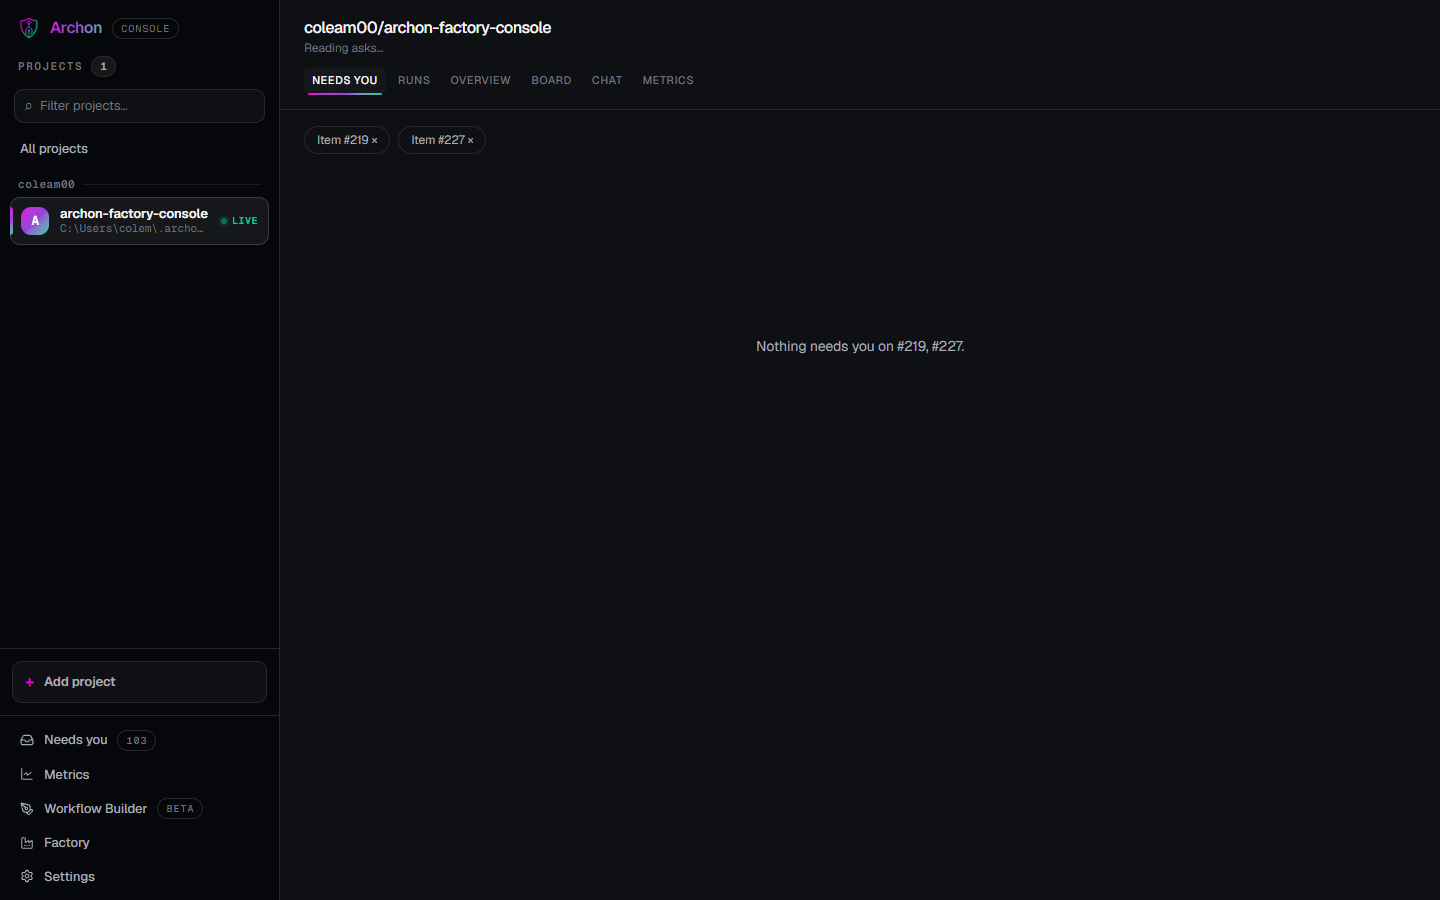 Archon CONSOLE
PROJECTS 1
Filter projects...
All projects
coleam00
A
archon-factory-console
C:\Users\colem\.archo...
LIVE
Add project
Needs you 103
Metrics
Workflow Builder BETA
Factory
Settings
coleam00/archon-factory-console
Reading asks...
NEEDS YOU RUNS OVERVIEW BOARD CHAT METRICS
Item #219 × Item #227 ×
Nothing needs you on #219, #227.